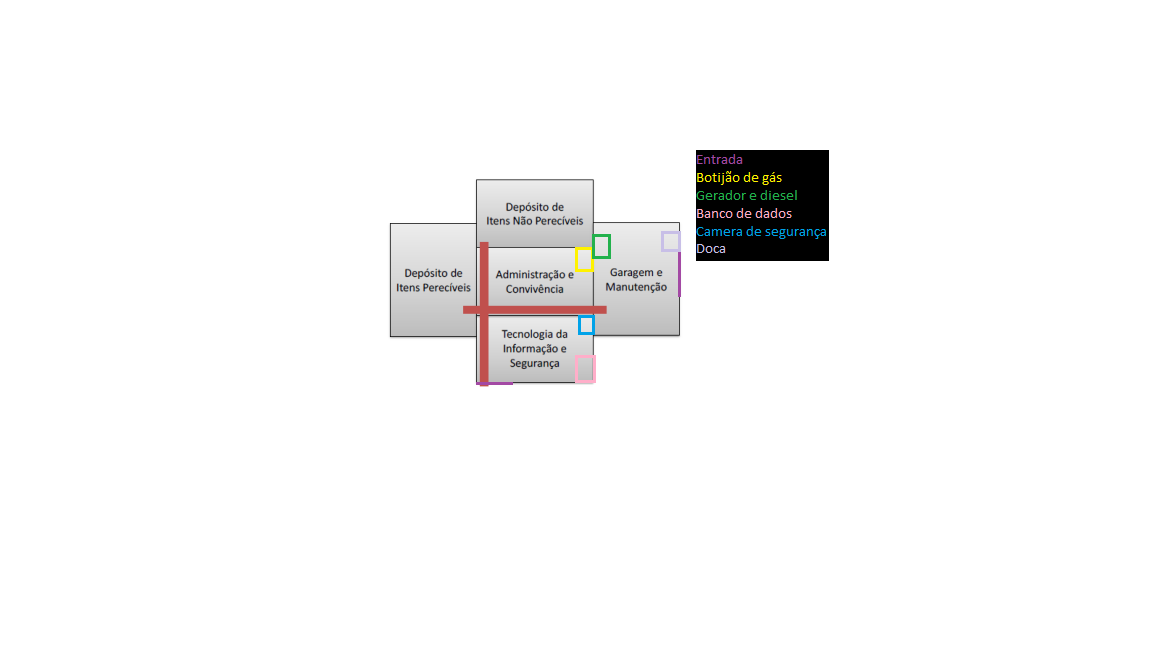 Depósito de
Itens Não Perecíveis
Depósito de
Itens Perecíveis
Administração e
Convivência
Garagem e
Manutenção
Tecnologia da
Informação e
Segurança
Entrada
Botijão de gás
Gerador e diesel
Banco de dados
Camera de segurança
Doca